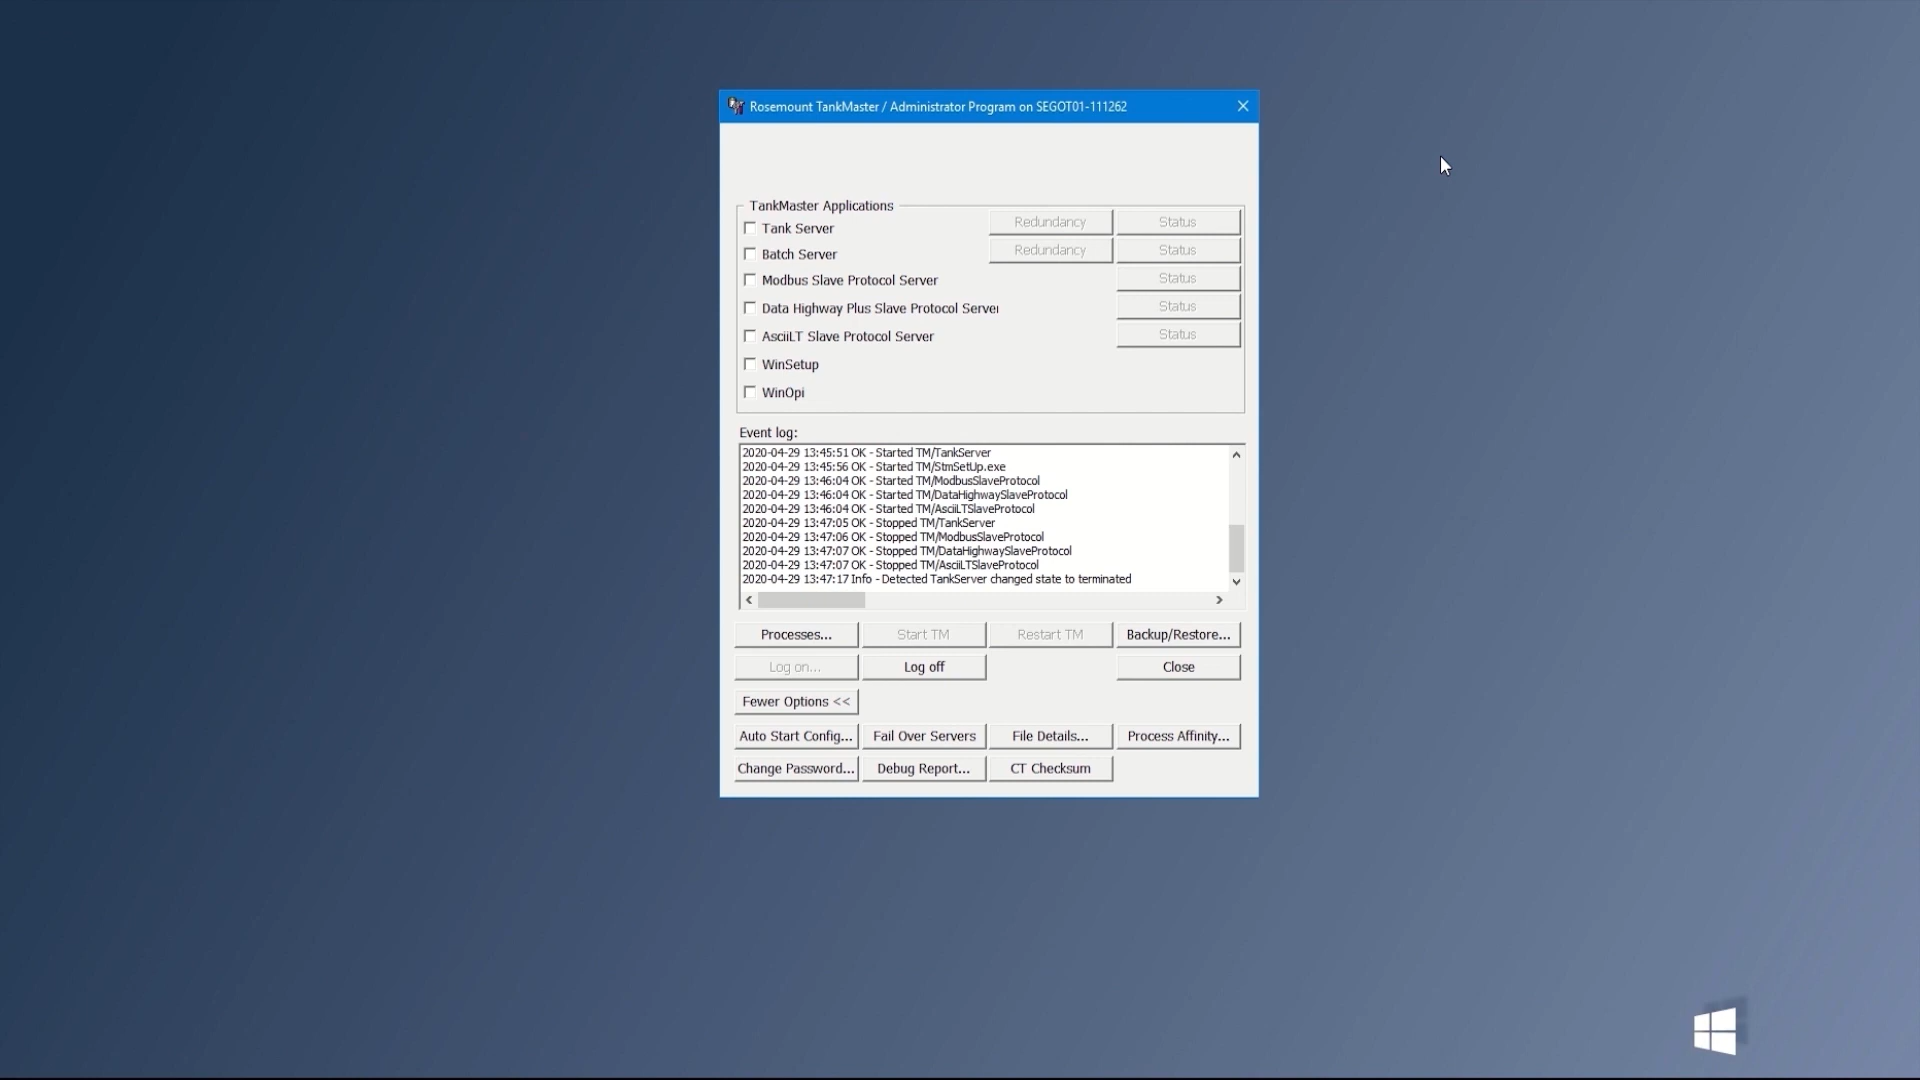 Rosemount TankMaster / Administrator Program on SEGOT01-111262
TankMaster Applications
Tank Server Redundancy Status
Batch Server Redundancy Status
Modbus Slave Protocol Server Status
Data Highway Plus Slave Protocol Server Status
AsciiLT Slave Protocol Server Status
WinSetup
WinOpi
Event log:
2020-04-29 13:45:51 OK - Started TM/TankServer
2020-04-29 13:45:56 OK - Started TM/StmSetUp.exe
2020-04-29 13:46:04 OK - Started TM/ModbusSlaveProtocol
2020-04-29 13:46:04 OK - Started TM/DataHighwaySlaveProtocol
2020-04-29 13:46:04 OK - Started TM/AsciiLTSlaveProtocol
2020-04-29 13:47:05 OK - Stopped TM/TankServer
2020-04-29 13:47:06 OK - Stopped TM/ModbusSlaveProtocol
2020-04-29 13:47:07 OK - Stopped TM/DataHighwaySlaveProtocol
2020-04-29 13:47:07 OK - Stopped TM/AsciiLTSlaveProtocol
2020-04-29 13:47:17 Info - Detected TankServer changed state to terminated
Processes... Start TM Restart TM Backup/Restore...
Log on... Log off Close
Fewer Options <<
Auto Start Config... Fail Over Servers File Details... Process Affinity...
Change Password... Debug Report... CT Checksum